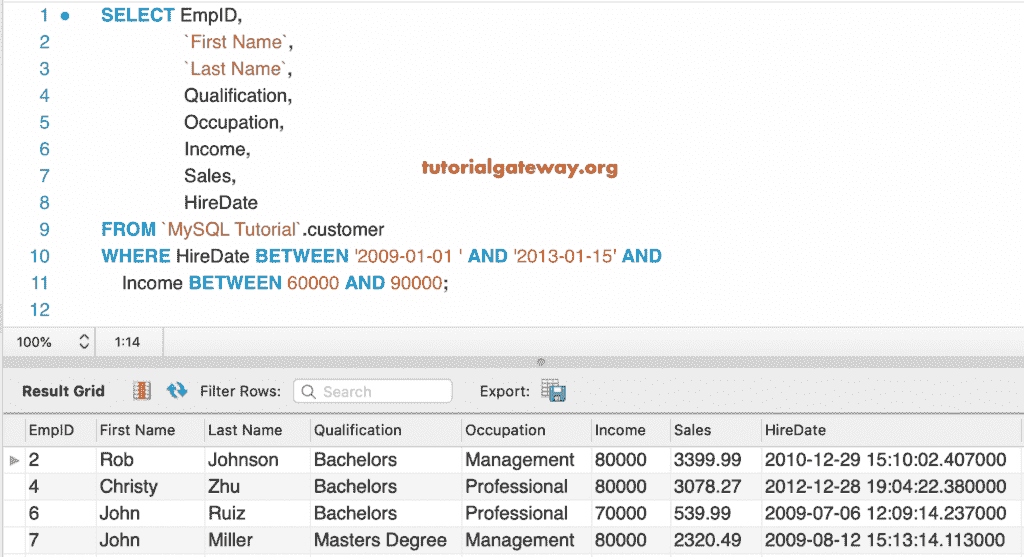 1 SELECT EmpID,
2 `First Name`,
3 `Last Name`,
4 Qualification,
5 Occupation,
6 Income,
7 Sales,
8 HireDate
9 FROM `MySQL Tutorial`.customer
10 WHERE HireDate BETWEEN '2009-01-01 ' AND '2013-01-15' AND
11 Income BETWEEN 60000 AND 90000;
12
tutorialgateway.org
100% 1:14
Result Grid Filter Rows: Search Export:
EmpID First Name Last Name Qualification Occupation Income Sales HireDate
2 Rob Johnson Bachelors Management 80000 3399.99 2010-12-29 15:10:02.407000
4 Christy Zhu Bachelors Professional 80000 3078.27 2012-12-28 19:04:22.380000
6 John Ruiz Bachelors Professional 70000 539.99 2009-07-06 12:09:14.237000
7 John Miller Masters Degree Management 80000 2320.49 2009-08-12 15:13:14.113000